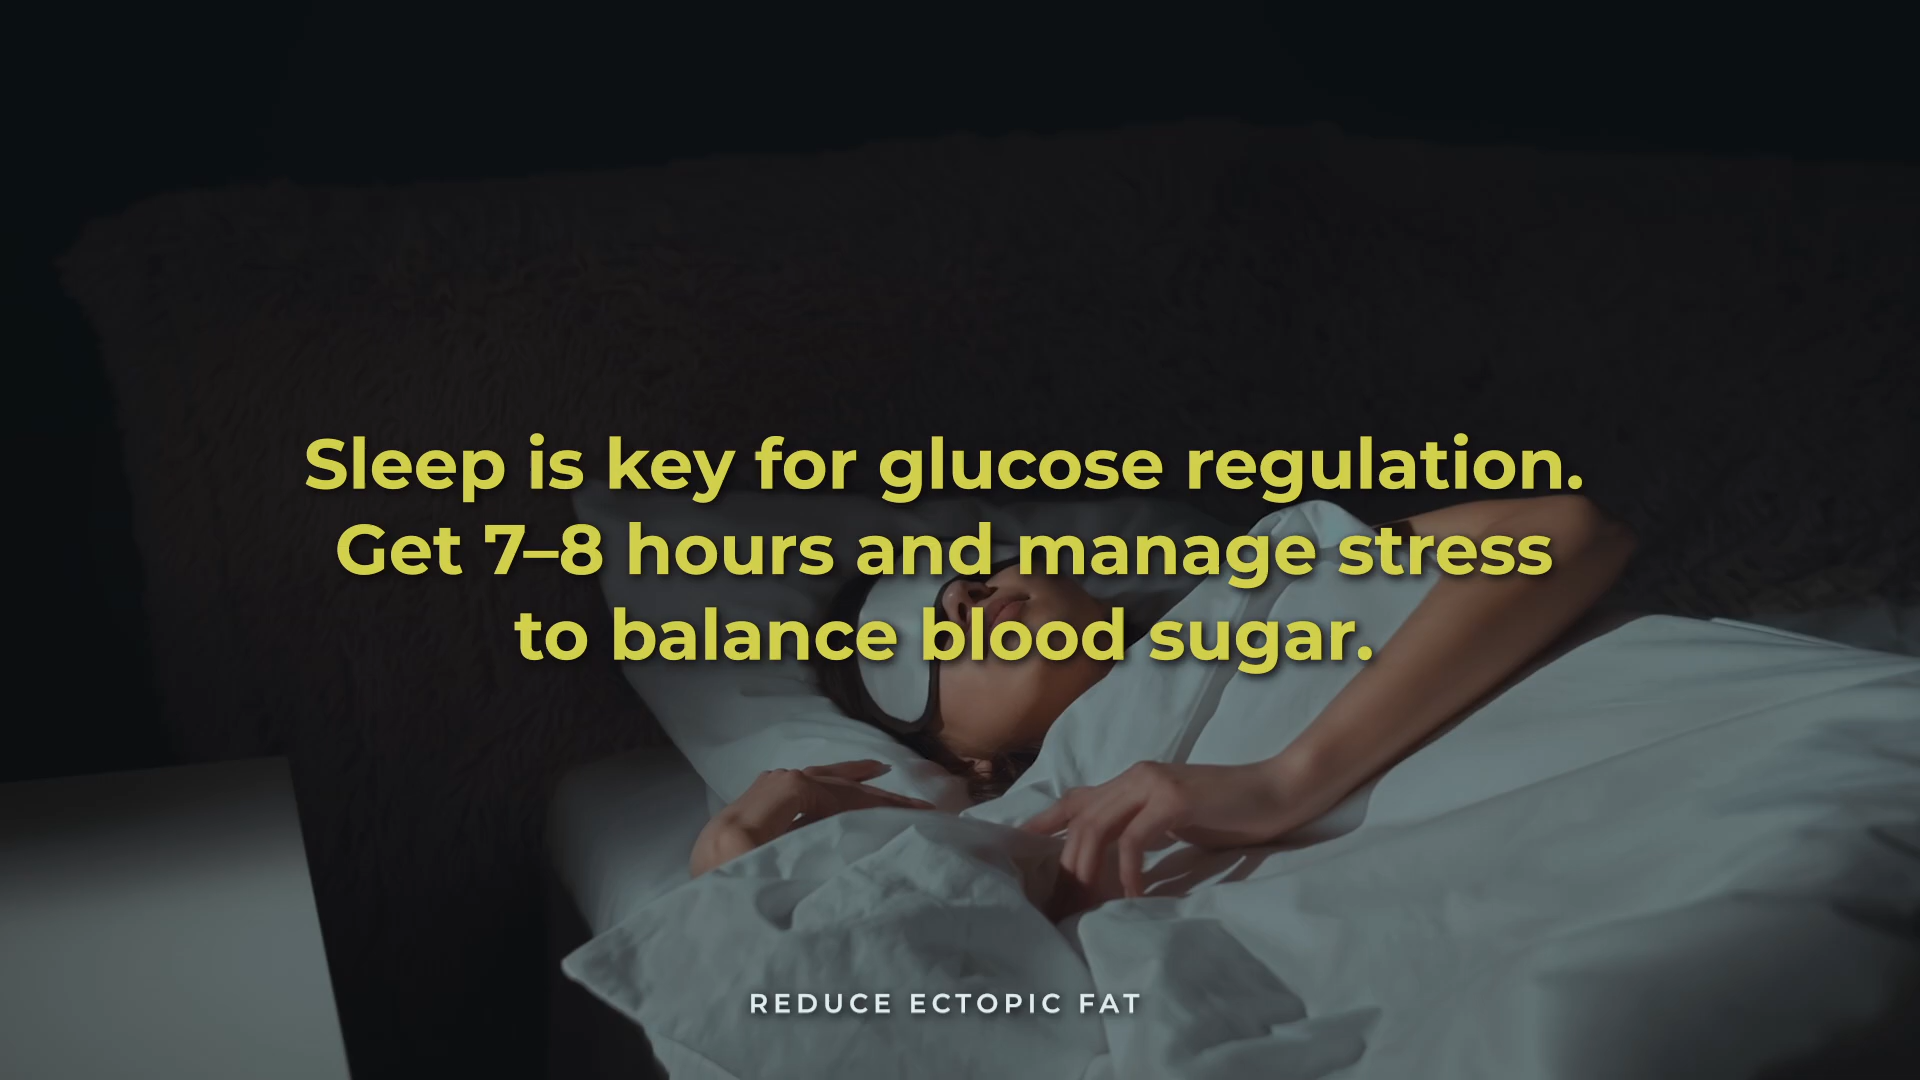 Sleep is key for glucose regulation.
Get 7–8 hours and manage stress
to balance blood sugar.
REDUCE ECTOPIC FAT